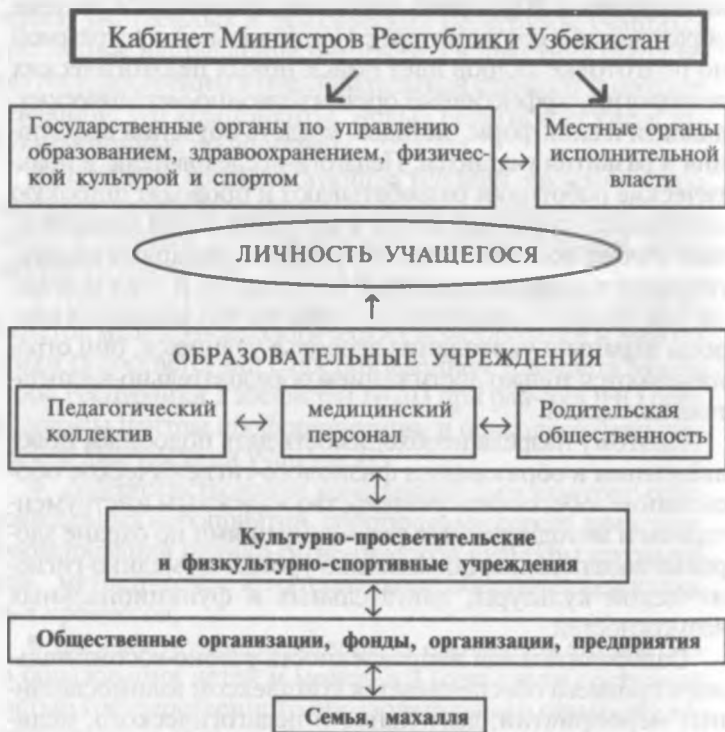 Кабинет Министров Республики Узбекистан
Государственные органы по управлению
образованием, здравоохранением, физичес-
кой культурой и спортом
Местные органы
исполнительной
власти
ЛИЧНОСТЬ УЧАЩЕГОСЯ
ОБРАЗОВАТЕЛЬНЫЕ УЧРЕЖДЕНИЯ
Педагогический
коллектив
медицинский
персонал
Родительская
общественность
Культурно-просветительские
и физкультурно-спортивные учреждения
Общественные организации, фонды, организации, предприятия
Семья, махалля